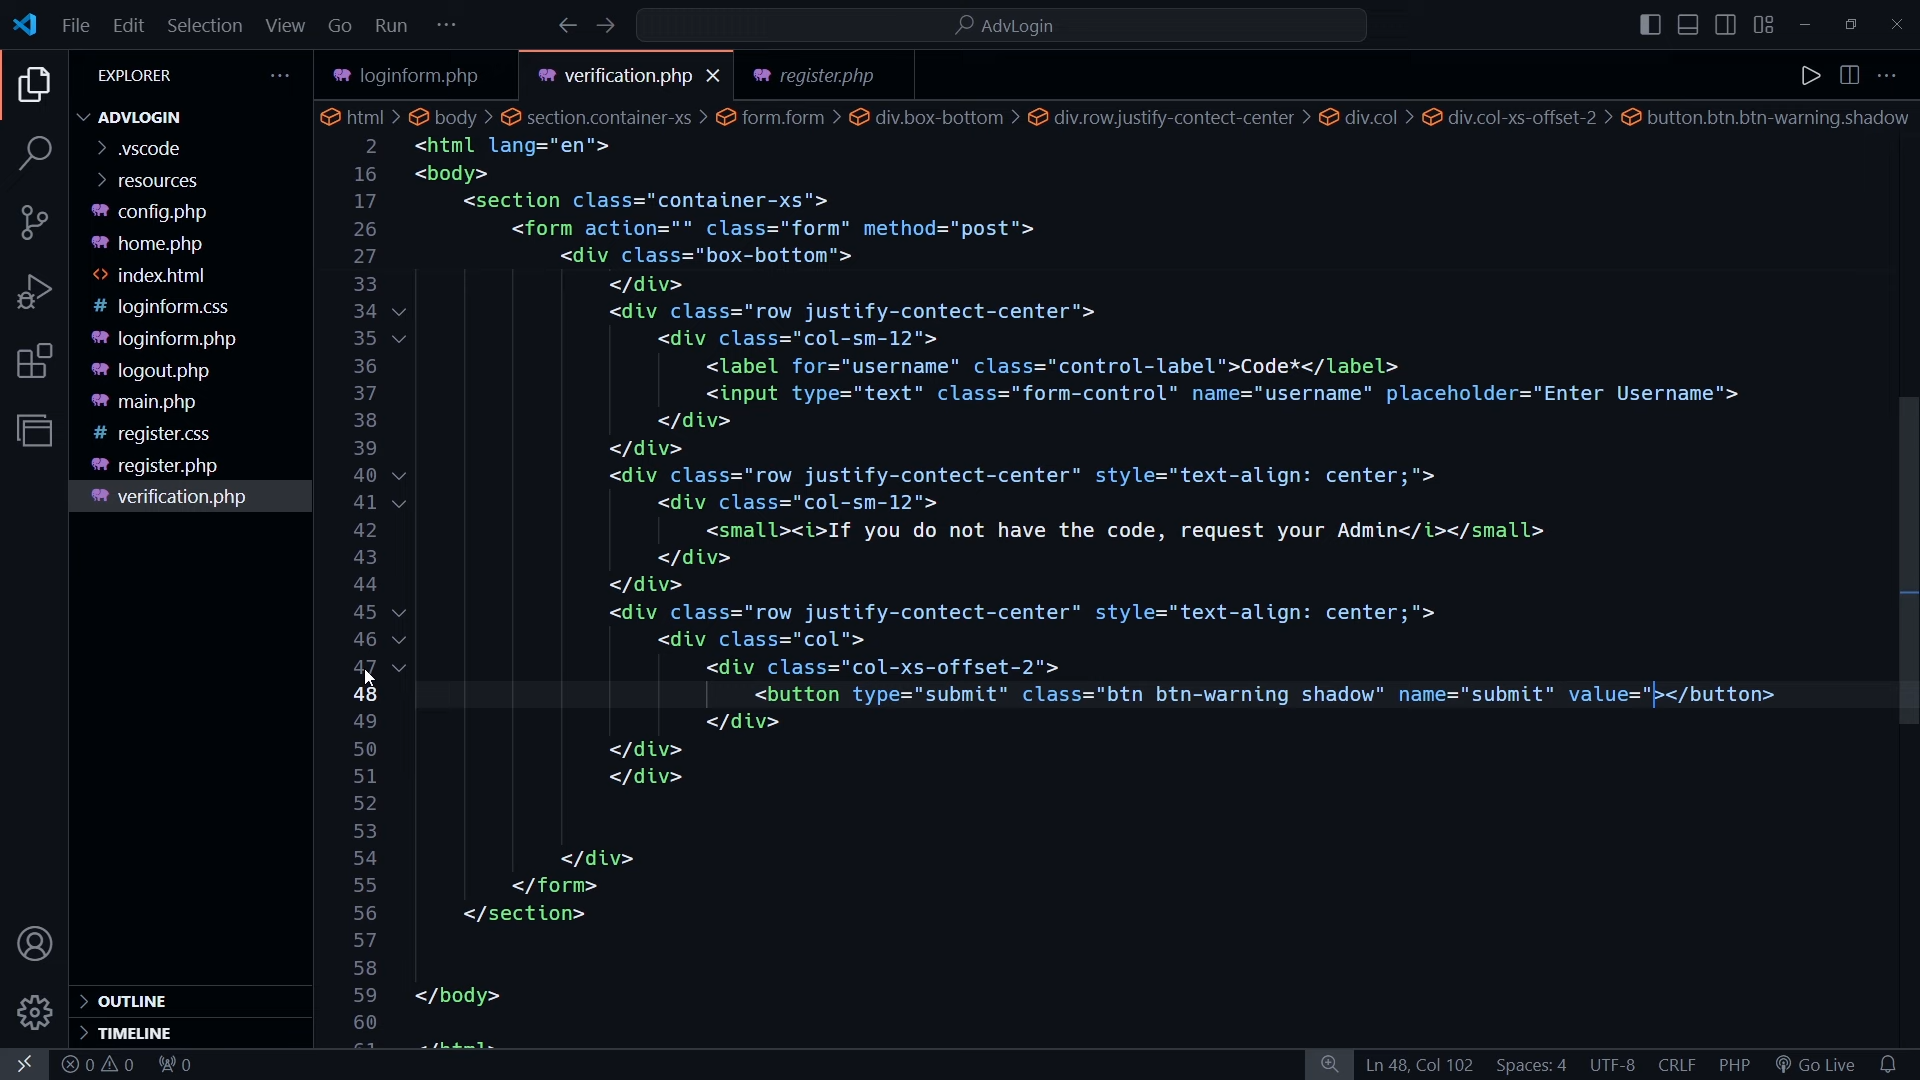 File Edit Selection View Go Run ··· AdvLogin
EXPLORER ···
ADVLOGIN
.vscode
resources
config.php
home.php
index.html
# loginform.css
loginform.php
logout.php
main.php
# register.css
register.php
verification.php
OUTLINE
TIMELINE
loginform.php verification.php register.php
html > body > section.container-xs > form.form > div.box-bottom > div.row.justify-contect-center > div.col > div.col-xs-offset-2 > button.btn.btn-warning.shadow
2 <html lang="en">
16 <body>
17 <section class="container-xs">
26 <form action="" class="form" method="post">
27 <div class="box-bottom">
33 </div>
34 <div class="row justify-contect-center">
35 <div class="col-sm-12">
36 <label for="username" class="control-label">Code*</label>
37 <input type="text" class="form-control" name="username" placeholder="Enter Username">
38 </div>
39 </div>
40 <div class="row justify-contect-center" style="text-align: center;">
41 <div class="col-sm-12">
42 <small><i>If you do not have the code, request your Admin</i></small>
43 </div>
44 </div>
45 <div class="row justify-contect-center" style="text-align: center;">
46 <div class="col">
47 <div class="col-xs-offset-2">
48 <button type="submit" class="btn btn-warning shadow" name="submit" value="></button>
49 </div>
50 </div>
51 </div>
52
53
54 </div>
55 </form>
56 </section>
57
58
59 </body>
60
61 </html>
0 0 0 Ln 48, Col 102 Spaces: 4 UTF-8 CRLF PHP Go Live